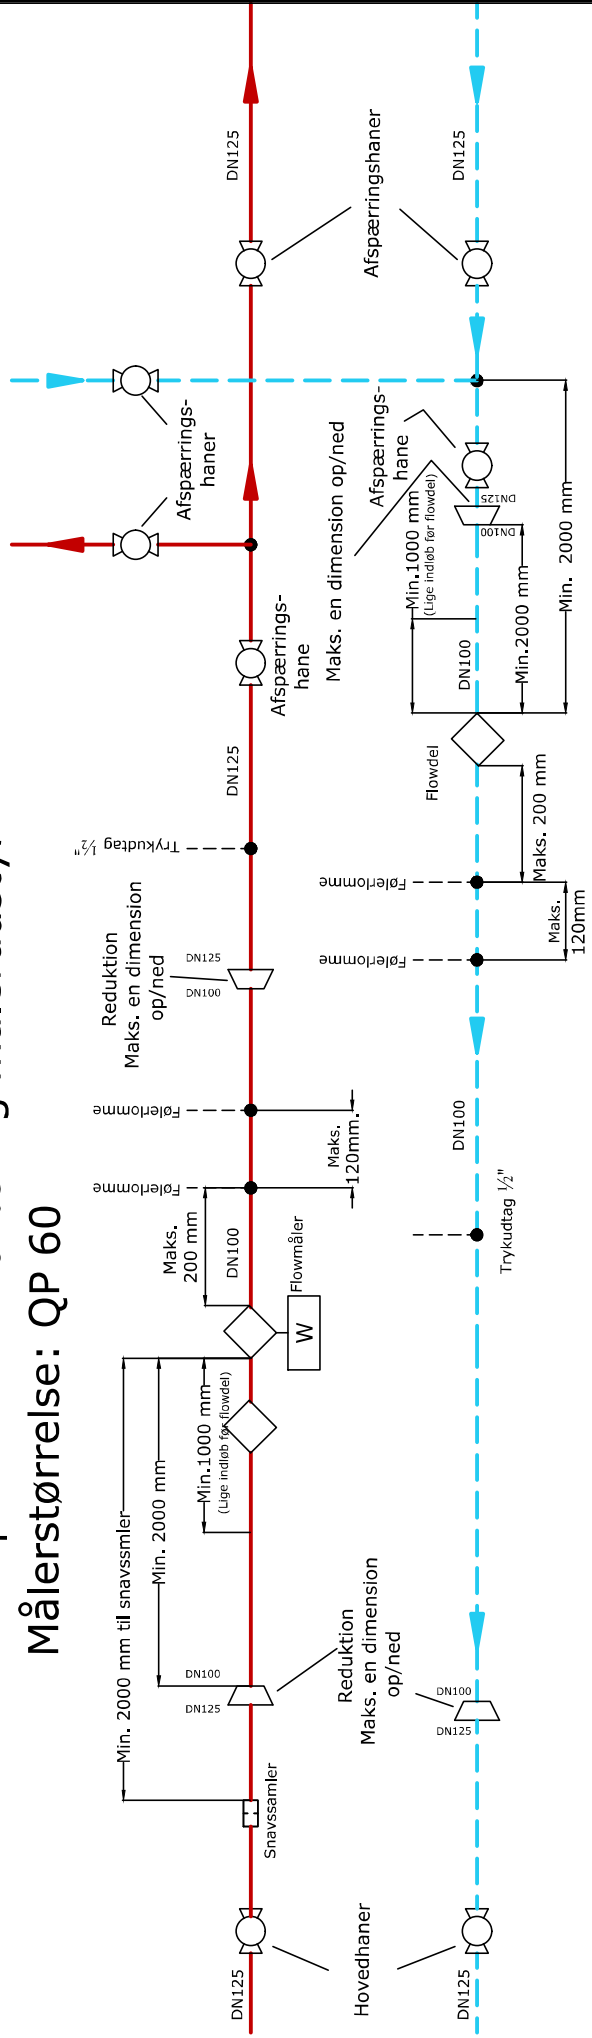 Målerstørrelse: QP 60
DN125
Hovedhaner
DN125
Snavssamler
Min. 2000 mm til snavssmler
DN125
DN100
Min. 2000 mm
Reduktion
Maks. en dimension
op/ned
DN125
DN100
Min.1000 mm
(Lige indløb før flowdel)
W
Flowmåler
Maks.
200 mm
DN100
Følerlomme
Følerlomme
Maks.
120mm.
Trykudtag ½"
DN100
Reduktion
Maks. en dimension
op/ned
DN100
DN125
Trykudtag ½"
DN125
Følerlomme
Følerlomme
Maks.
120mm
Maks. 200 mm
Flowdel
DN100
Min.2000 mm
Min. 2000 mm
Min.1000 mm
(Lige indløb før flowdel)
DN100
DN125
Maks. en dimension op/ned
Afspærrings-
hane
Afspærrings-
hane
Afspærrings-
haner
Afspærringshaner
DN125
DN125